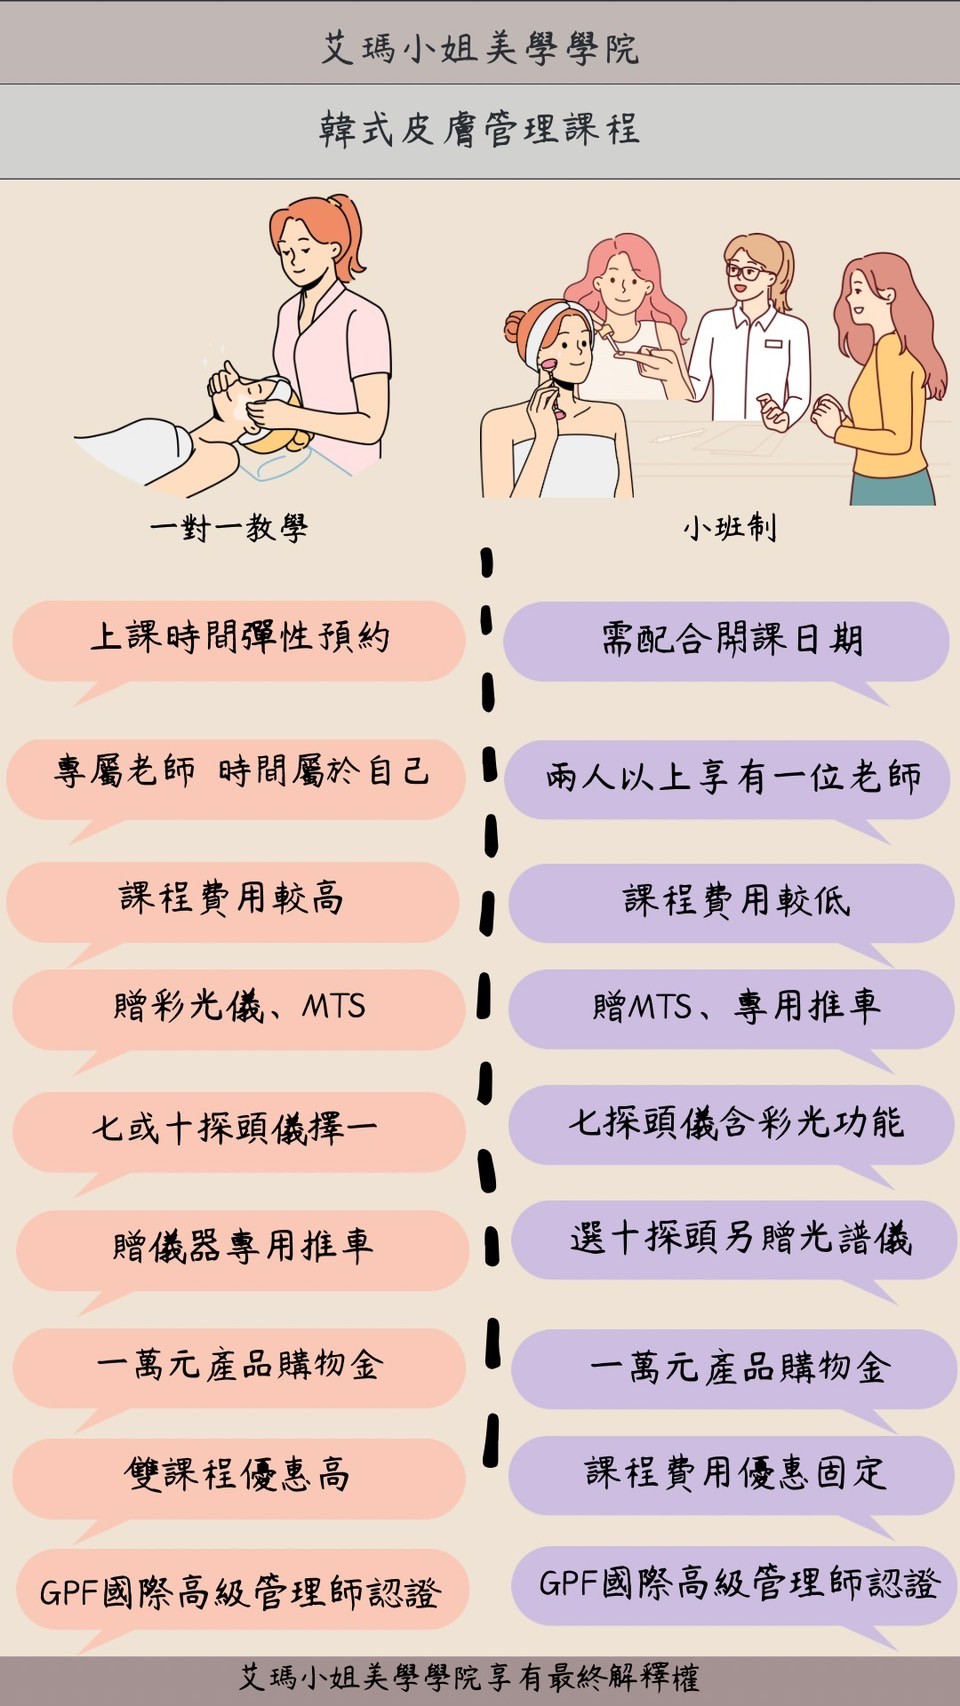 艾瑪小姐美學學院
韓式皮膚管理課程
一對一教學
小班制
上課時間彈性預約
需配合開課日期
專屬老師 時間屬於自己
兩人以上享有一位老師
課程費用較高
課程費用較低
贈彩光儀、MTS
贈MTS、專用推車
七或十探頭儀擇一
七探頭儀含彩光功能
贈儀器專用推車
選十探頭另贈光譜儀
一萬元產品購物金
一萬元產品購物金
雙課程優惠高
課程費用優惠固定
GPF國際高級管理師認證
GPF國際高級管理師認證
艾瑪小姐美學學院享有最終解釋權